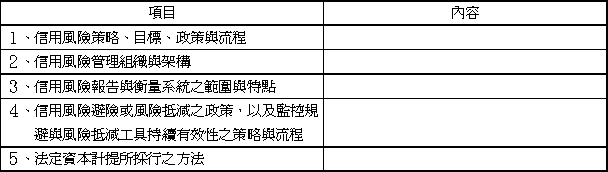 項目 內容
1、信用風險策略、目標、政策與流程
2、信用風險管理組織與架構
3、信用風險報告與衡量系統之範圍與特點
4、信用風險避險或風險抵減之政策，以及監控規
避與風險抵減工具持續有效性之策略與流程
5、法定資本計提所採行之方法